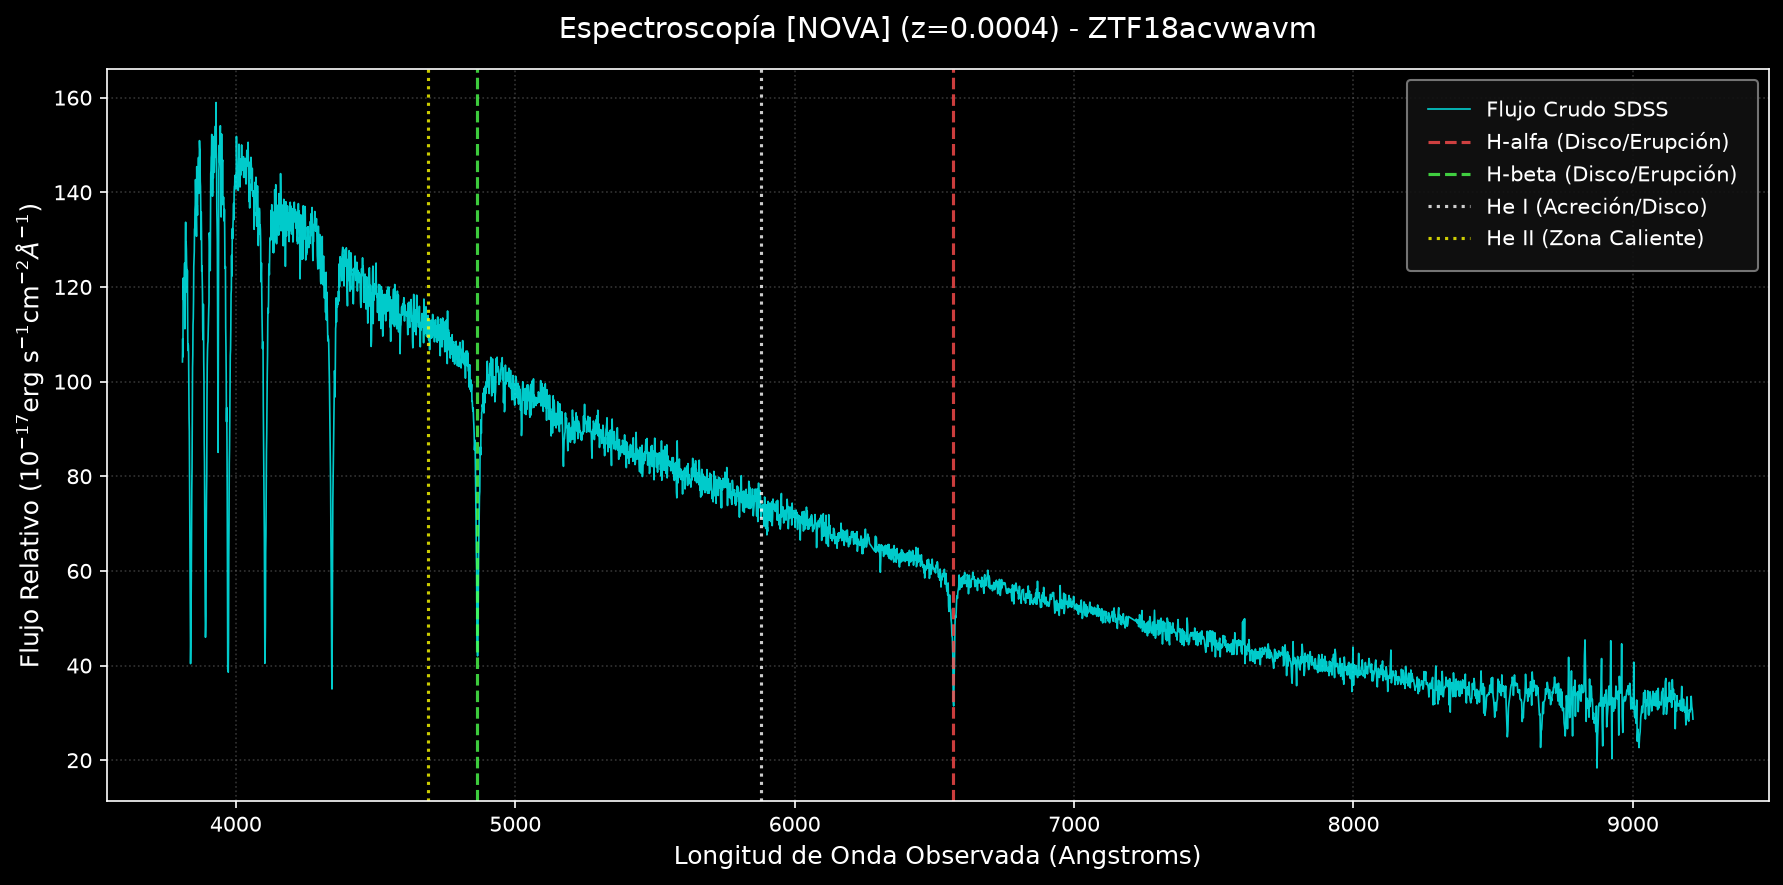 Espectroscopía [NOVA] (z=0.0004) - ZTF18acvwavm
Flujo Crudo SDSS
H-alfa (Disco/Erupción)
H-beta (Disco/Erupción)
He I (Acreción/Disco)
He II (Zona Caliente)
Flujo Relativo (10⁻¹⁷erg s⁻¹cm⁻²Å⁻¹)
160
140
120
100
80
60
40
20
4000 5000 6000 7000 8000 9000
Longitud de Onda Observada (Angstroms)